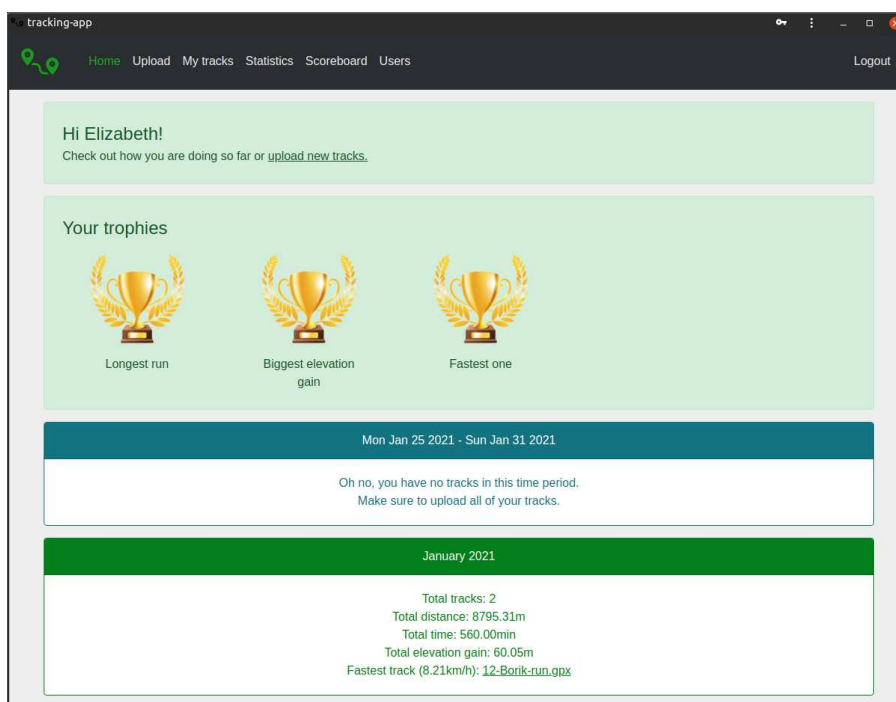 tracking-app
Home Upload My tracks Statistics Scoreboard Users Logout
Hi Elizabeth!
Check out how you are doing so far or upload new tracks.
Your trophies
Longest run
Biggest elevation
gain
Fastest one
Mon Jan 25 2021 - Sun Jan 31 2021
Oh no, you have no tracks in this time period.
Make sure to upload all of your tracks.
January 2021
Total tracks: 2
Total distance: 8795.31m
Total time: 560.00min
Total elevation gain: 60.05m
Fastest track (8.21km/h): 12-Borik-run.gpx